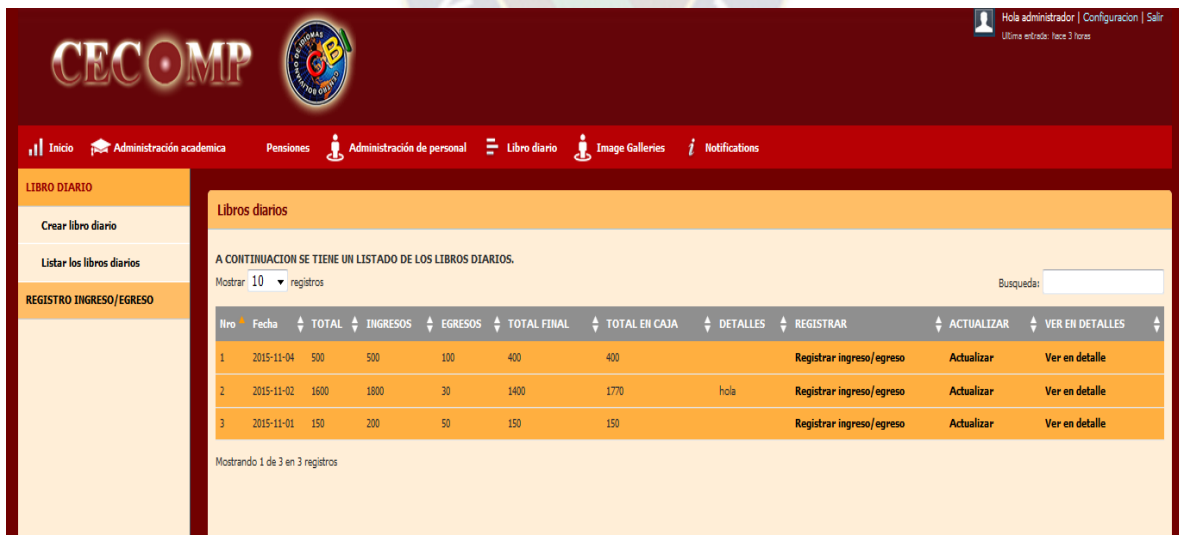 Hola administrador | Configuracion | Salir
Ultima entrada: hace 3 horas
CECOMP
CENTRO BOLIVIANO DE IDIOMAS
CBI
Inicio Administración academica Pensiones Administración de personal Libro diario Image Galleries Notifications
LIBRO DIARIO
Crear libro diario
Listar los libros diarios
REGISTRO INGRESO/EGRESO
Libros diarios
A CONTINUACION SE TIENE UN LISTADO DE LOS LIBROS DIARIOS.
Mostrar 10 registros
Busqueda:
Nro Fecha TOTAL INGRESOS EGRESOS TOTAL FINAL TOTAL EN CAJA DETALLES REGISTRAR ACTUALIZAR VER EN DETALLES
1 2015-11-04 500 500 100 400 400 Registrar ingreso/egreso Actualizar Ver en detalle
2 2015-11-02 1600 1800 30 1400 1770 hola Registrar ingreso/egreso Actualizar Ver en detalle
3 2015-11-01 150 200 50 150 150 Registrar ingreso/egreso Actualizar Ver en detalle
Mostrando 1 de 3 en 3 registros